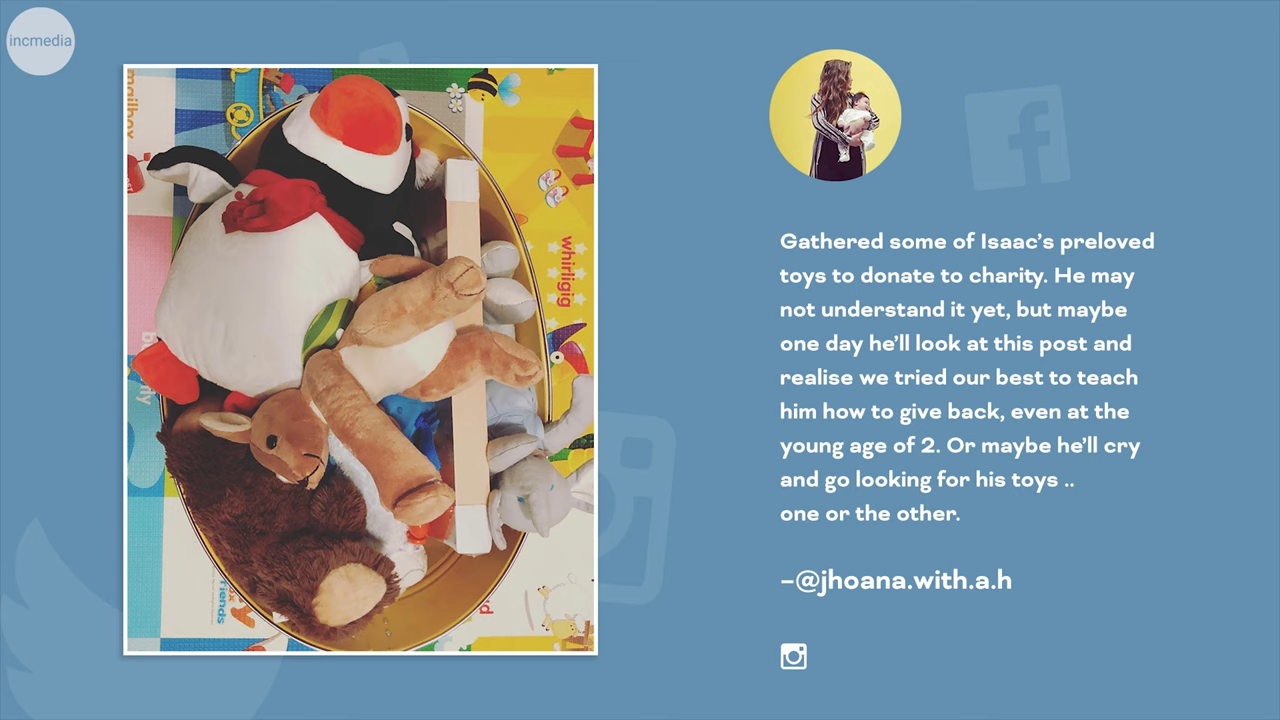 incmedia
mailbox
whirligig
friends
Gathered some of Isaac's preloved
toys to donate to charity. He may
not understand it yet, but maybe
one day he'll look at this post and
realise we tried our best to teach
him how to give back, even at the
young age of 2. Or maybe he'll cry
and go looking for his toys ..
one or the other.
–@jhoana.with.a.h